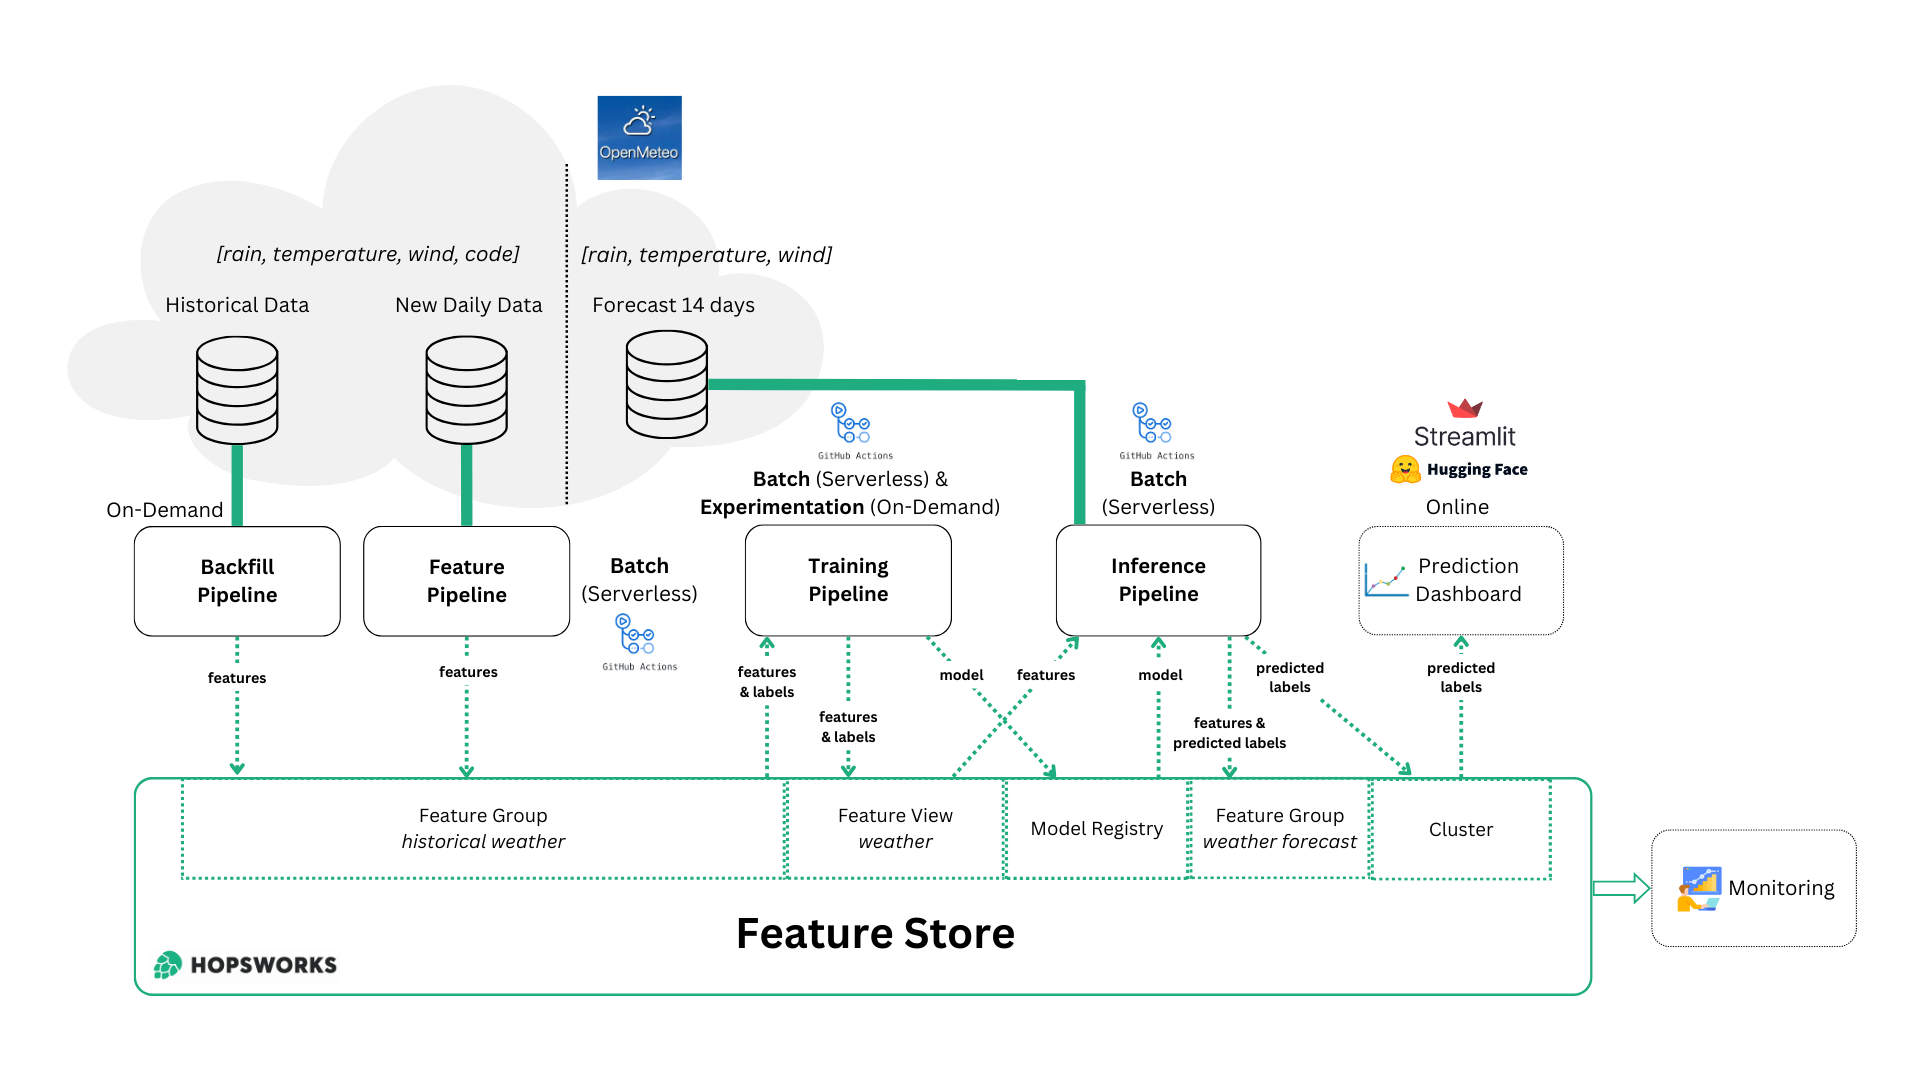 OpenMeteo
[rain, temperature, wind, code]
[rain, temperature, wind]
Historical Data
New Daily Data
Forecast 14 days
GitHub Actions
Batch (Serverless) &
Experimentation (On-Demand)
GitHub Actions
Batch
(Serverless)
Streamlit
Hugging Face
Online
On-Demand
Backfill
Pipeline
Feature
Pipeline
Batch
(Serverless)
GitHub Actions
Training
Pipeline
Inference
Pipeline
Prediction
Dashboard
features
features
features
& labels
features
& labels
model
features
model
features &
predicted labels
predicted
labels
predicted
labels
Feature Group
historical weather
Feature View
weather
Model Registry
Feature Group
weather forecast
Cluster
Monitoring
Feature Store
HOPSWORKS